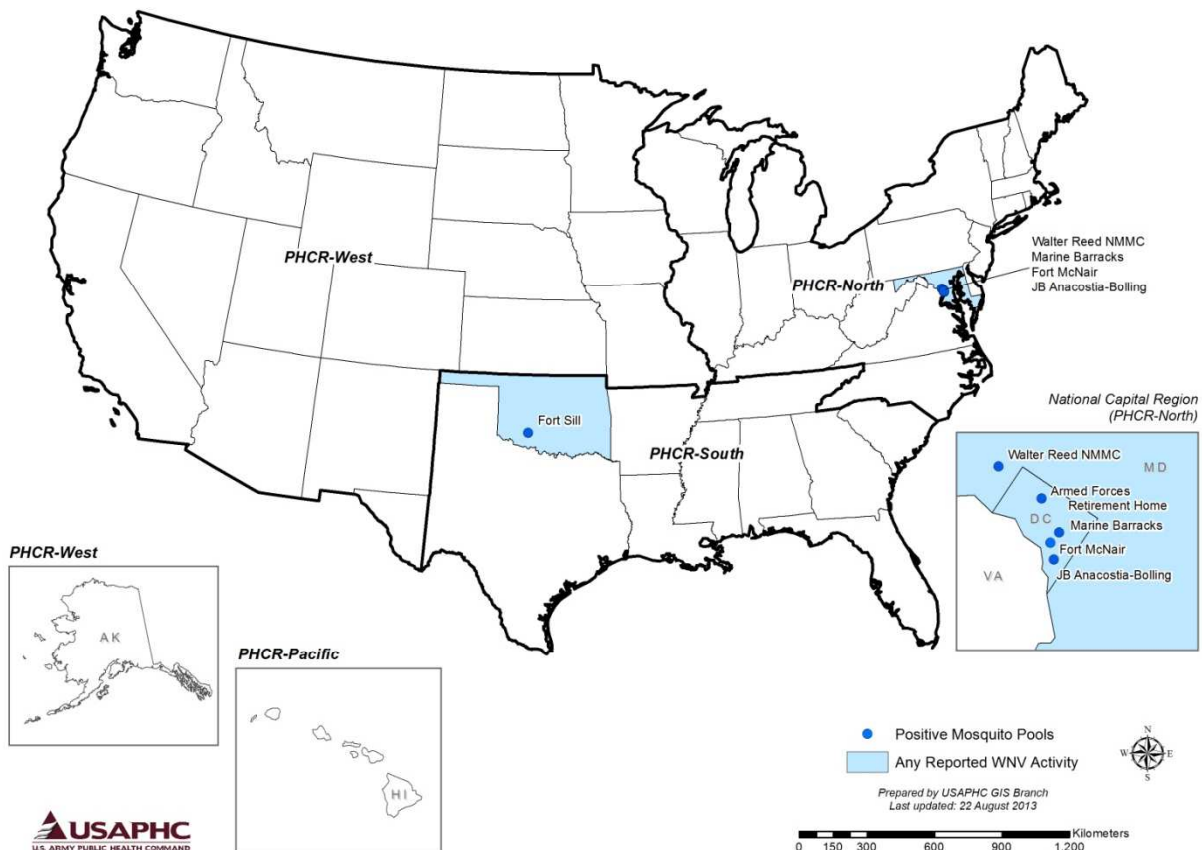 PHCR-West
PHCR-North
Walter Reed NMMC
Marine Barracks
Fort McNair
JB Anacostia-Bolling
Fort Sill
PHCR-South
National Capital Region
(PHCR-North)
Walter Reed NMMC
MD
Armed Forces
Retirement Home
DC
Marine Barracks
Fort McNair
VA
JB Anacostia-Bolling
PHCR-West
AK
PHCR-Pacific
HI
Positive Mosquito Pools
Any Reported WNV Activity
N
W E
S
Prepared by USAPHC GIS Branch
Last updated: 22 August 2013
Kilometers
0 150 300 600 900 1,200
USAPHC
U.S. ARMY PUBLIC HEALTH COMMAND